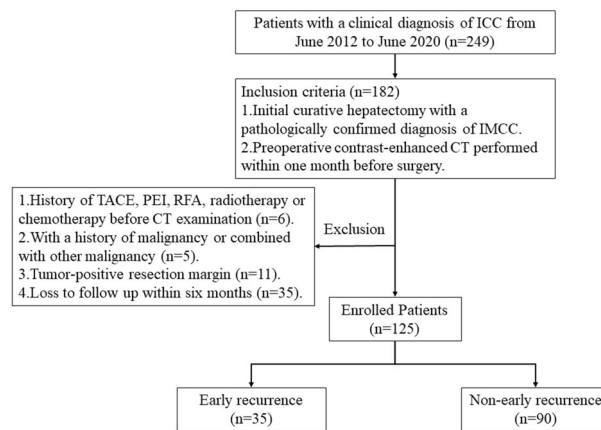 Patients with a clinical diagnosis of ICC from
June 2012 to June 2020 (n=249)
Inclusion criteria (n=182)
1.Initial curative hepatectomy with a
pathologically confirmed diagnosis of IMCC.
2.Preoperative contrast-enhanced CT performed
within one month before surgery.
1.History of TACE, PEI, RFA, radiotherapy or
chemotherapy before CT examination (n=6).
2.With a history of malignancy or combined
with other malignancy (n=5).
3.Tumor-positive resection margin (n=11).
4.Loss to follow up within six months (n=35).
Exclusion
Enrolled Patients
(n=125)
Early recurrence
(n=35)
Non-early recurrence
(n=90)